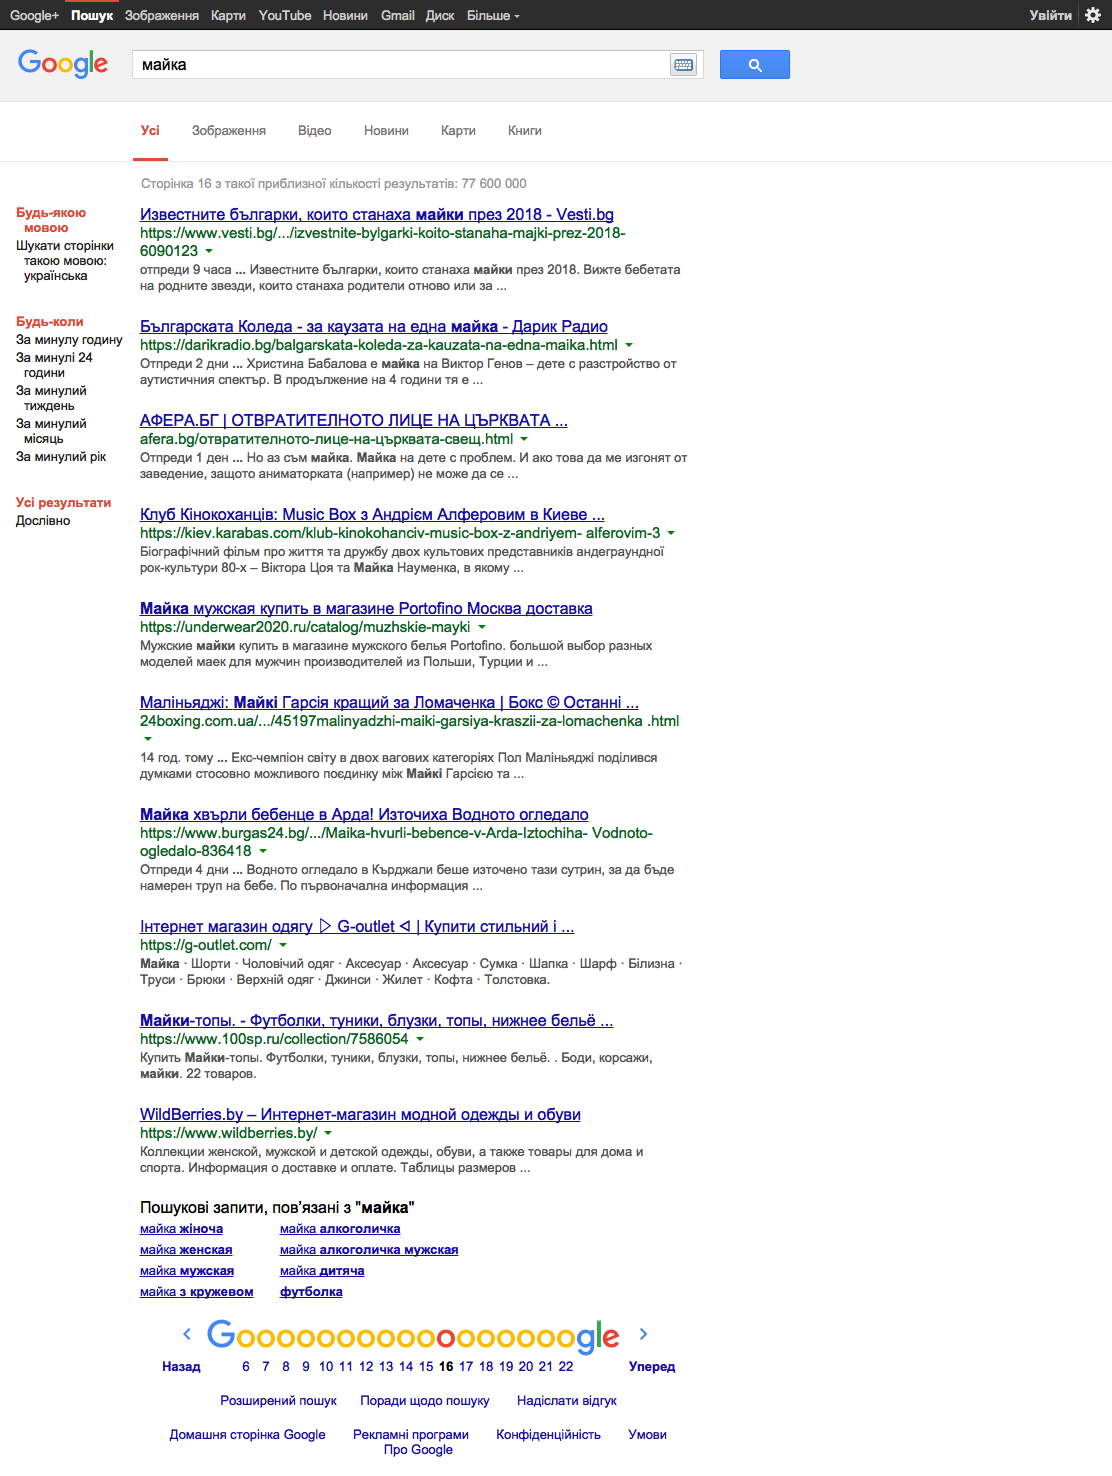 Google+ Пошук Зображення Карти YouTube Новини Gmail Диск Більше Увійти
Google майка
Усі Зображення Відео Новини Карти Книги
Сторінка 16 з такої приблизної кількості результатів: 77 600 000
Будь-якою
мовою
Шукати сторінки
такою мовою:
українська
Будь-коли
За минулу годину
За минулі 24
години
За минулий
тиждень
За минулий
місяць
За минулий рік
Усі результати
Дослівно
Известните българки, които станаха майки през 2018 - Vesti.bg
https://www.vesti.bg/.../izvestnite-bylgarki-koito-stanaha-majki-prez-2018-
6090123
отпреди 9 часа ... Известните българки, които станаха майки през 2018. Вижте бебетата
на родните звезди, които станаха родители отново или за ...
Българската Коледа - за каузата на една майка - Дарик Радио
https://darikradio.bg/balgarskata-koleda-za-kauzata-na-edna-maika.html
Отпреди 2 дни ... Христина Бабалова е майка на Виктор Генов – дете с разстройство от
аутистичния спектър. В продължение на 4 години тя е ...
АФЕРА.БГ | ОТВРАТИТЕЛНОТО ЛИЦЕ НА ЦЪРКВАТА ...
afera.bg/отвратителното-лице-на-църквата-свещ.html
Отпреди 1 ден ... Но аз съм майка. Майка на дете с проблем. И ако това да ме изгонят от
заведение, защото аниматорката (например) не може да се ...
Клуб Кінокоханців: Music Box з Андрієм Алферовим в Киеве ...
https://kiev.karabas.com/klub-kinokohanciv-music-box-z-andriyem- alferovim-3
Біографічний фільм про життя та дружбу двох культових представників андеграундної
рок-культури 80-х – Віктора Цоя та Майка Науменка, в якому ...
Майка мужская купить в магазине Portofino Москва доставка
https://underwear2020.ru/catalog/muzhskie-mayki
Мужские майки купить в магазине мужского белья Portofino. большой выбор разных
моделей маек для мужчин производителей из Польши, Турции и ...
Маліньяджі: Майкі Гарсія кращий за Ломаченка | Бокс © Останні ...
24boxing.com.ua/.../45197malinyadzhi-maiki-garsiya-kraszii-za-lomachenka .html
14 год. тому ... Екс-чемпіон світу в двох вагових категоріях Пол Маліньяджі поділився
думками стосовно можливого поєдинку між Майкі Гарсією та ...
Майка хвърли бебенце в Арда! Източиха Водното огледало
https://www.burgas24.bg/.../Maika-hvurli-bebence-v-Arda-Iztochiha- Vodnoto-
ogledalo-836418
Отпреди 4 дни ... Водното огледало в Кърджали беше източено тази сутрин, за да бъде
намерен труп на бебе. По първоначална информация ...
Інтернет магазин одягу ▷ G-outlet ◁ | Купити стильний і ...
https://g-outlet.com/
Майка · Шорти · Чоловічий одяг · Аксесуар · Аксесуар · Сумка · Шапка · Шарф · Білизна ·
Труси · Брюки · Верхній одяг · Джинси · Жилет · Кофта · Толстовка.
Майки-топы. - Футболки, туники, блузки, топы, нижнее бельё ...
https://www.100sp.ru/collection/7586054
Купить Майки-топы. Футболки, туники, блузки, топы, нижнее бельё. . Боди, корсажи,
майки. 22 товаров.
WildBerries.by – Интернет-магазин модной одежды и обуви
https://www.wildberries.by/
Коллекции женской, мужской и детской одежды, обуви, а также товары для дома и
спорта. Информация о доставке и оплате. Таблицы размеров ...
Пошукові запити, пов’язані з "майка"
майка жіноча майка алкоголичка
майка женская майка алкоголичка мужская
майка мужская майка дитяча
майка з кружевом футболка
Gooooooooooooooooogle
Назад 6 7 8 9 10 11 12 13 14 15 16 17 18 19 20 21 22 Уперед
Розширений пошук Поради щодо пошуку Надіслати відгук
Домашня сторінка Google Рекламні програми Конфіденційність Умови
Про Google